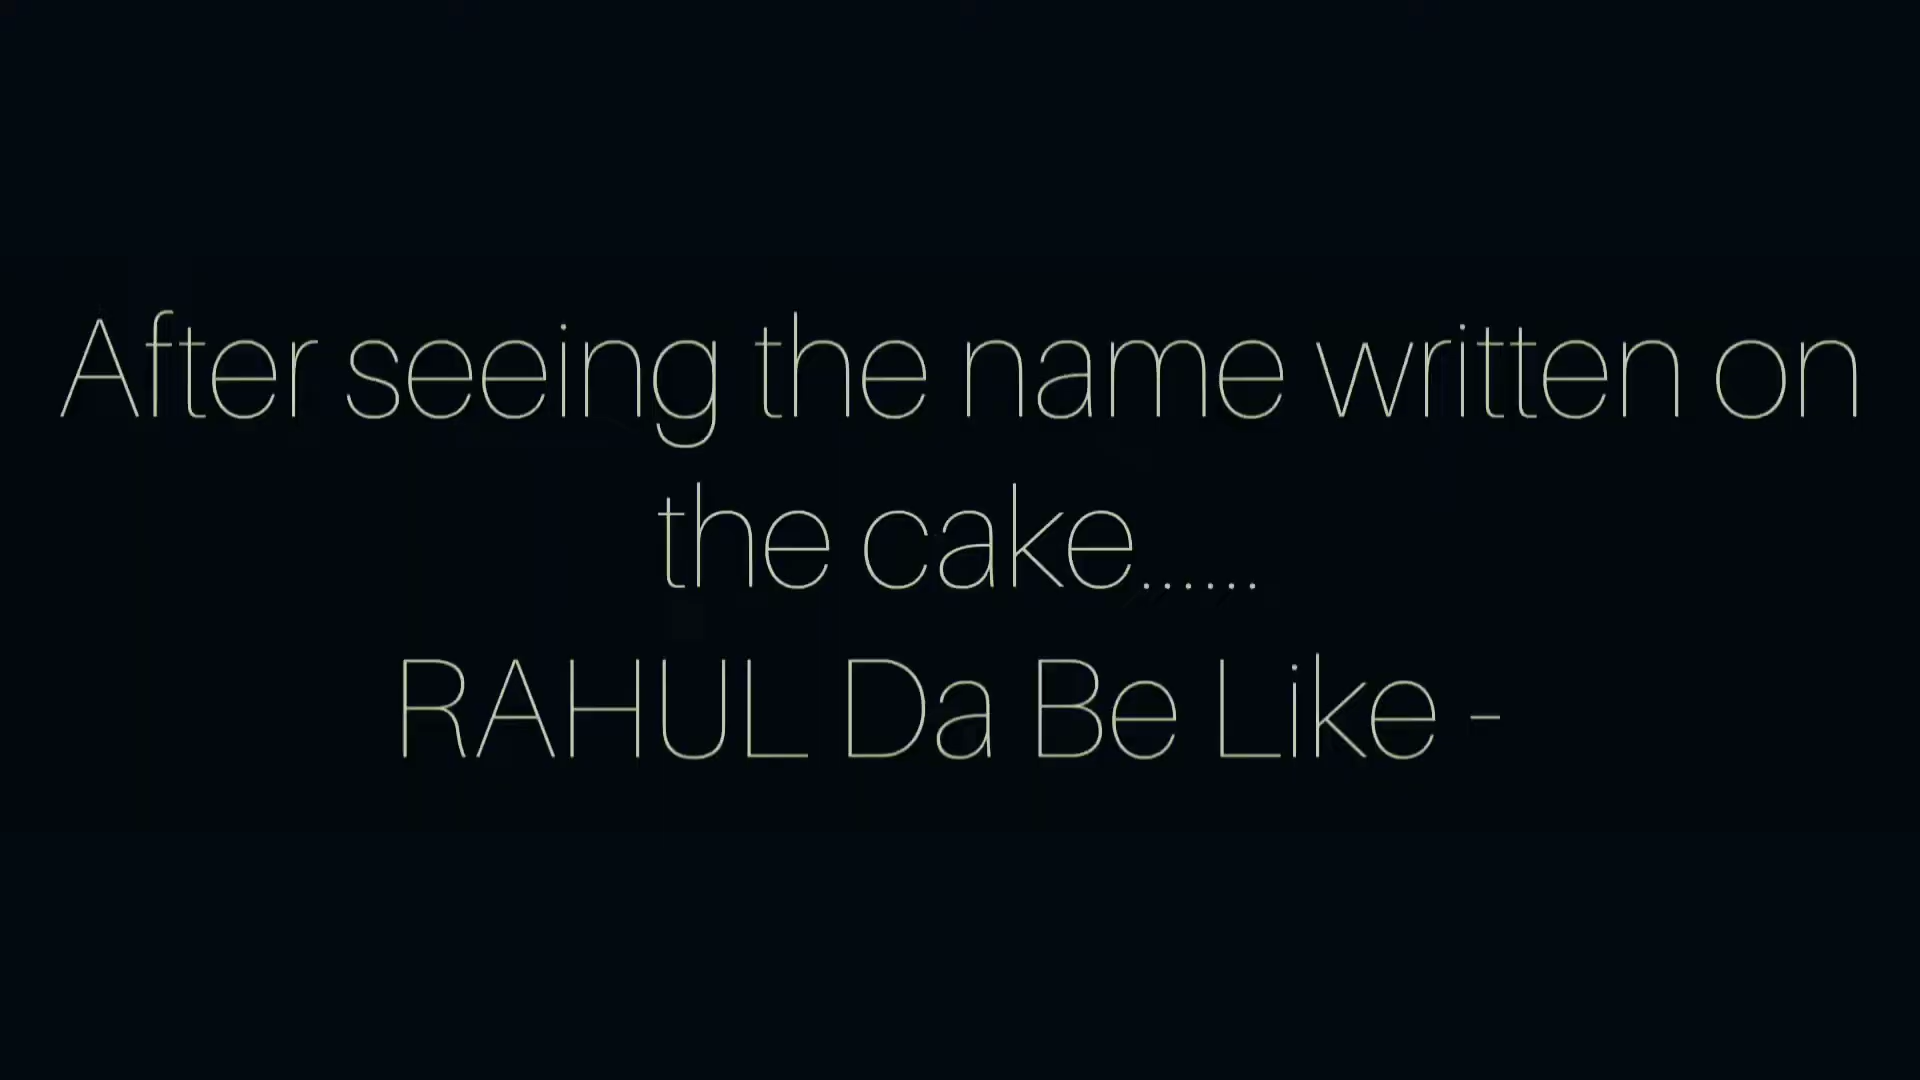 After seeing the name written on
the cake......
RAHUL Da Be Like -